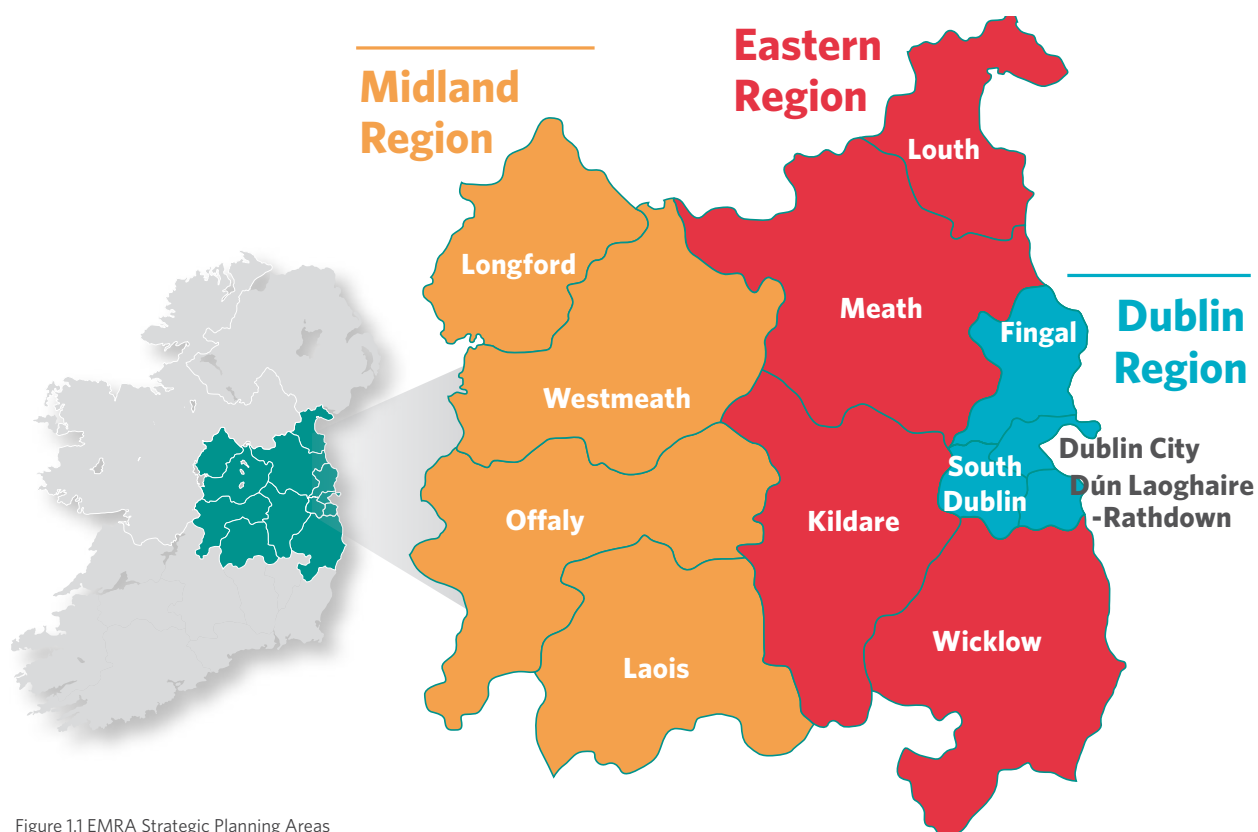 Midland
Region
Eastern
Region
Louth
Longford
Meath
Dublin
Region
Fingal
Westmeath
Dublin City
South
Dublin
Dún Laoghaire
-Rathdown
Offaly
Kildare
Wicklow
Laois
Figure 1.1 EMRA Strategic Planning Areas